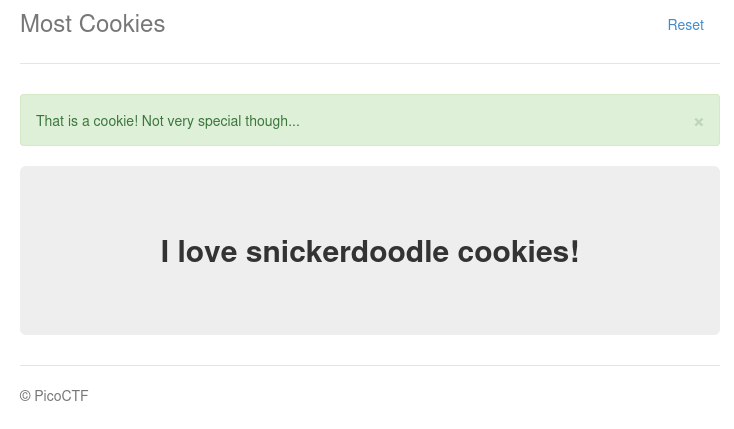 Most Cookies
Reset
That is a cookie! Not very special though...
×
I love snickerdoodle cookies!
© PicoCTF